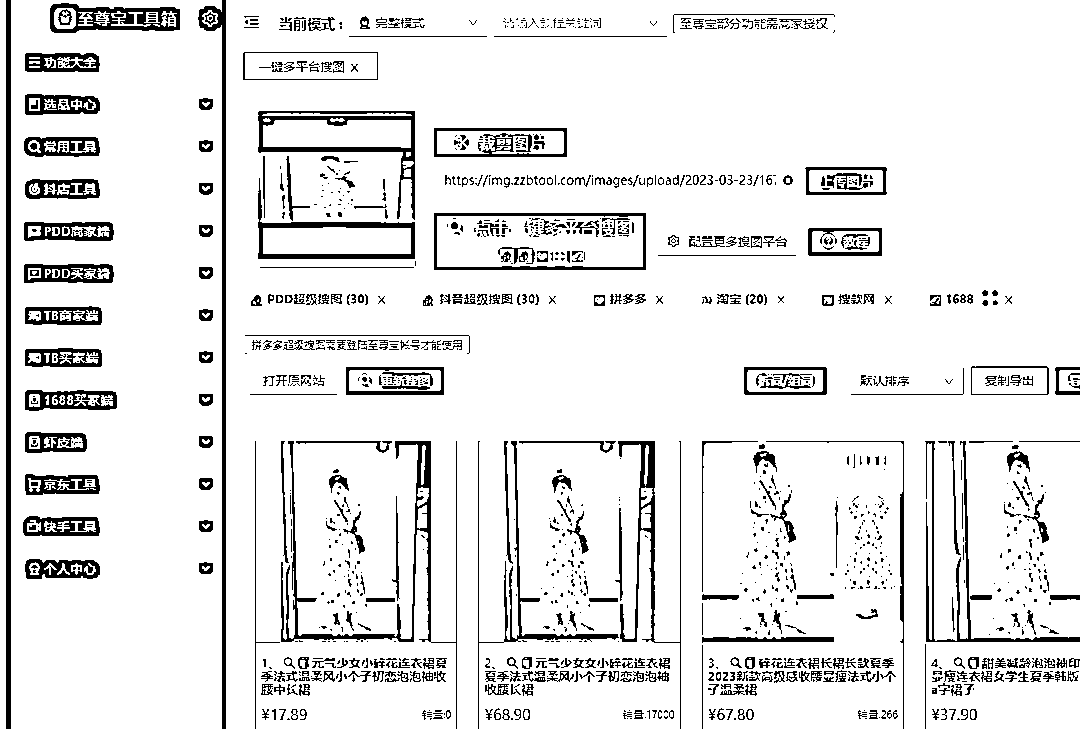 至尊宝工具箱
功能大全
选品中心
常用工具
抖店工具
PDD商家端
PDD买家端
TB商家端
TB买家端
1688买家端
虾皮端
京东工具
快手工具
个人中心
当前模式：
完整模式
请输入教程关键词
至尊宝部分功能需商家授权
一键多平台搜图 x
裁剪图片
https://img.zzbtool.com/images/upload/2023-03-23/167
上传图片
点击一键多平台搜图
配置更多搜图平台
教程
PDD超级搜图 (30) ×
抖音超级搜图 (30) ×
拼多多 ×
淘宝 (20) ×
搜款网 ×
1688 ×
拼多多超级搜图需要登陆至尊宝帐号才能使用
打开原网站
重新搜图
默认排序
复制导出
1、 元气少女女小碎花连衣裙夏
季法式温柔风小个子初恋泡泡袖收
腰中长裙
¥17.89
销量:0
2、 元气少女女小碎花连衣裙夏
季法式温柔风小个子初恋泡泡袖
收腰长裙
¥68.90
销量:17000
3、 碎花连衣裙长裙长款夏季
2023新款高级感收腰显瘦法式小个
子温柔裙
¥67.80
销量:266
4、 甜美减龄泡泡袖印
显瘦连衣裙女学生夏季韩版
a字裙子
¥37.90